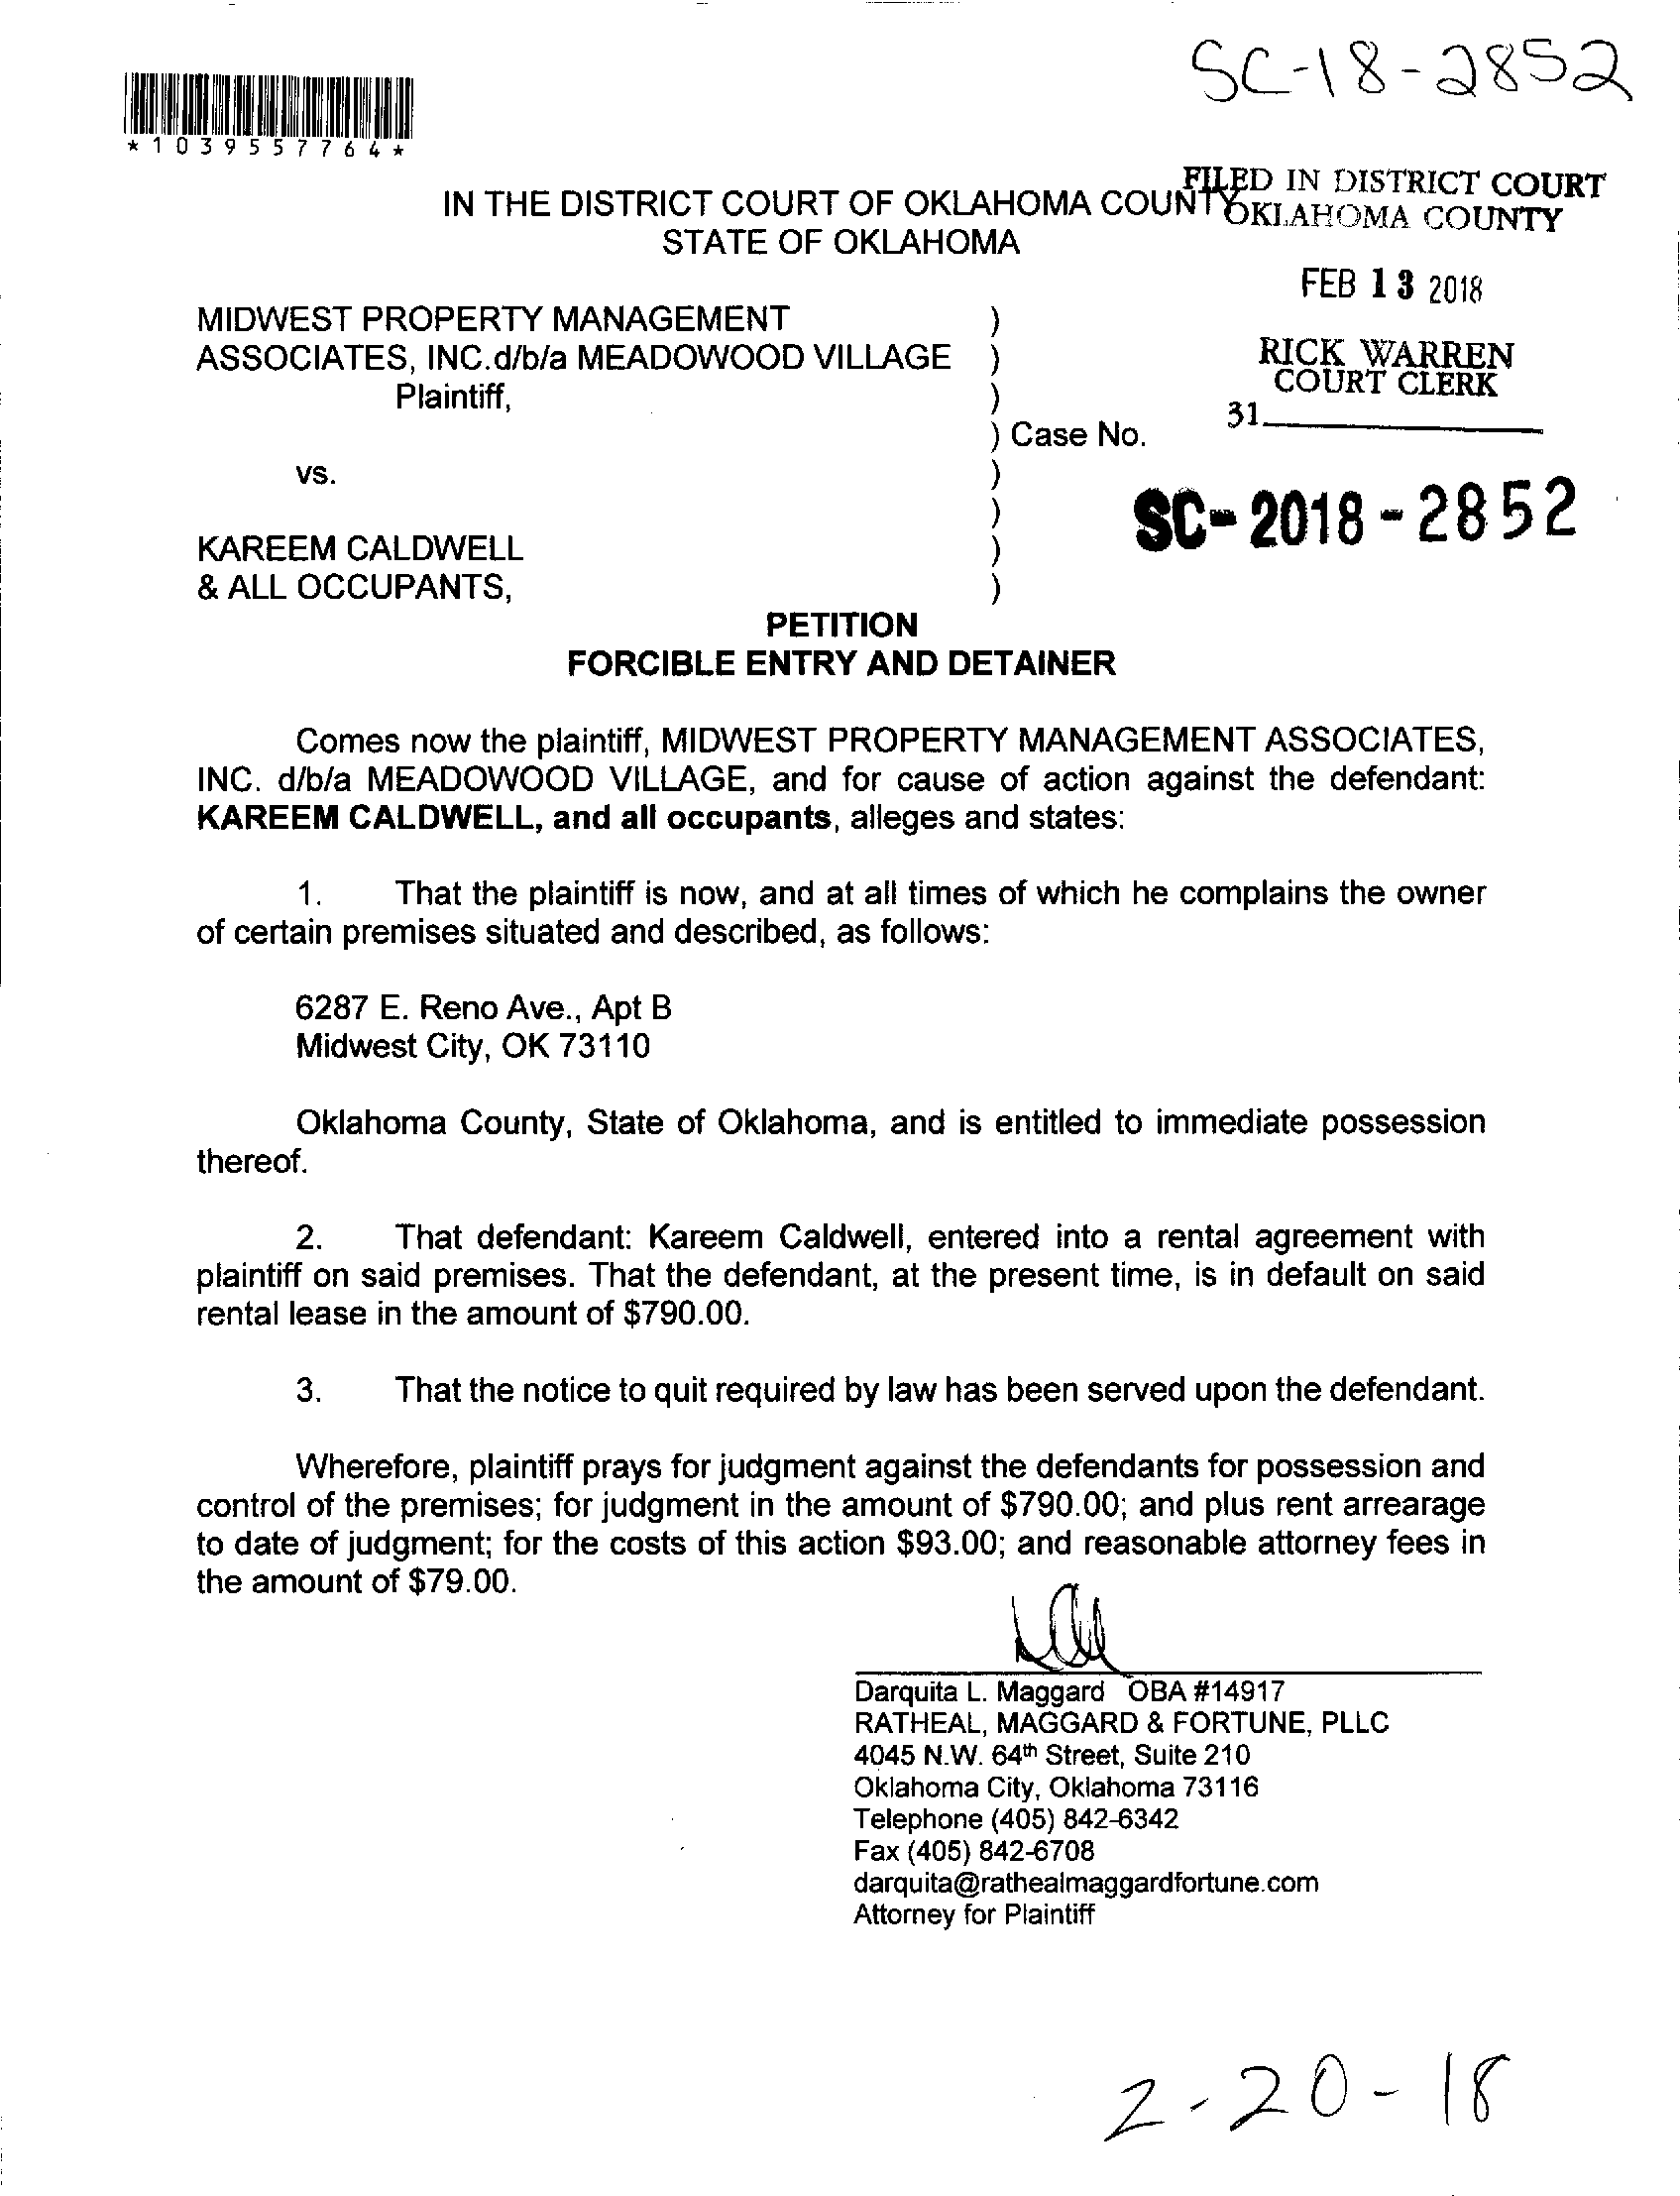 SC-18-2852
*1039557764*
FILED IN DISTRICT COURT
OKLAHOMA COUNTY
IN THE DISTRICT COURT OF OKLAHOMA COUNTY
STATE OF OKLAHOMA
FEB 13 2018
RICK WARREN
COURT CLERK
31
MIDWEST PROPERTY MANAGEMENT )
ASSOCIATES, INC.d/b/a MEADOWOOD VILLAGE )
Plaintiff, )
) Case No.
vs. )
)
SC-2018-2852
KAREEM CALDWELL )
& ALL OCCUPANTS, )
PETITION
FORCIBLE ENTRY AND DETAINER
Comes now the plaintiff, MIDWEST PROPERTY MANAGEMENT ASSOCIATES,
INC. d/b/a MEADOWOOD VILLAGE, and for cause of action against the defendant:
KAREEM CALDWELL, and all occupants, alleges and states:
1. That the plaintiff is now, and at all times of which he complains the owner
of certain premises situated and described, as follows:
6287 E. Reno Ave., Apt B
Midwest City, OK 73110
Oklahoma County, State of Oklahoma, and is entitled to immediate possession
thereof.
2. That defendant: Kareem Caldwell, entered into a rental agreement with
plaintiff on said premises. That the defendant, at the present time, is in default on said
rental lease in the amount of $790.00.
3. That the notice to quit required by law has been served upon the defendant.
Wherefore, plaintiff prays for judgment against the defendants for possession and
control of the premises; for judgment in the amount of $790.00; and plus rent arrearage
to date of judgment; for the costs of this action $93.00; and reasonable attorney fees in
the amount of $79.00.
Darquita L. Maggard OBA #14917
RATHEAL, MAGGARD & FORTUNE, PLLC
4045 N.W. 64th Street, Suite 210
Oklahoma City, Oklahoma 73116
Telephone (405) 842-6342
Fax (405) 842-6708
darquita@rathealmaggardfortune.com
Attorney for Plaintiff
2-20-18